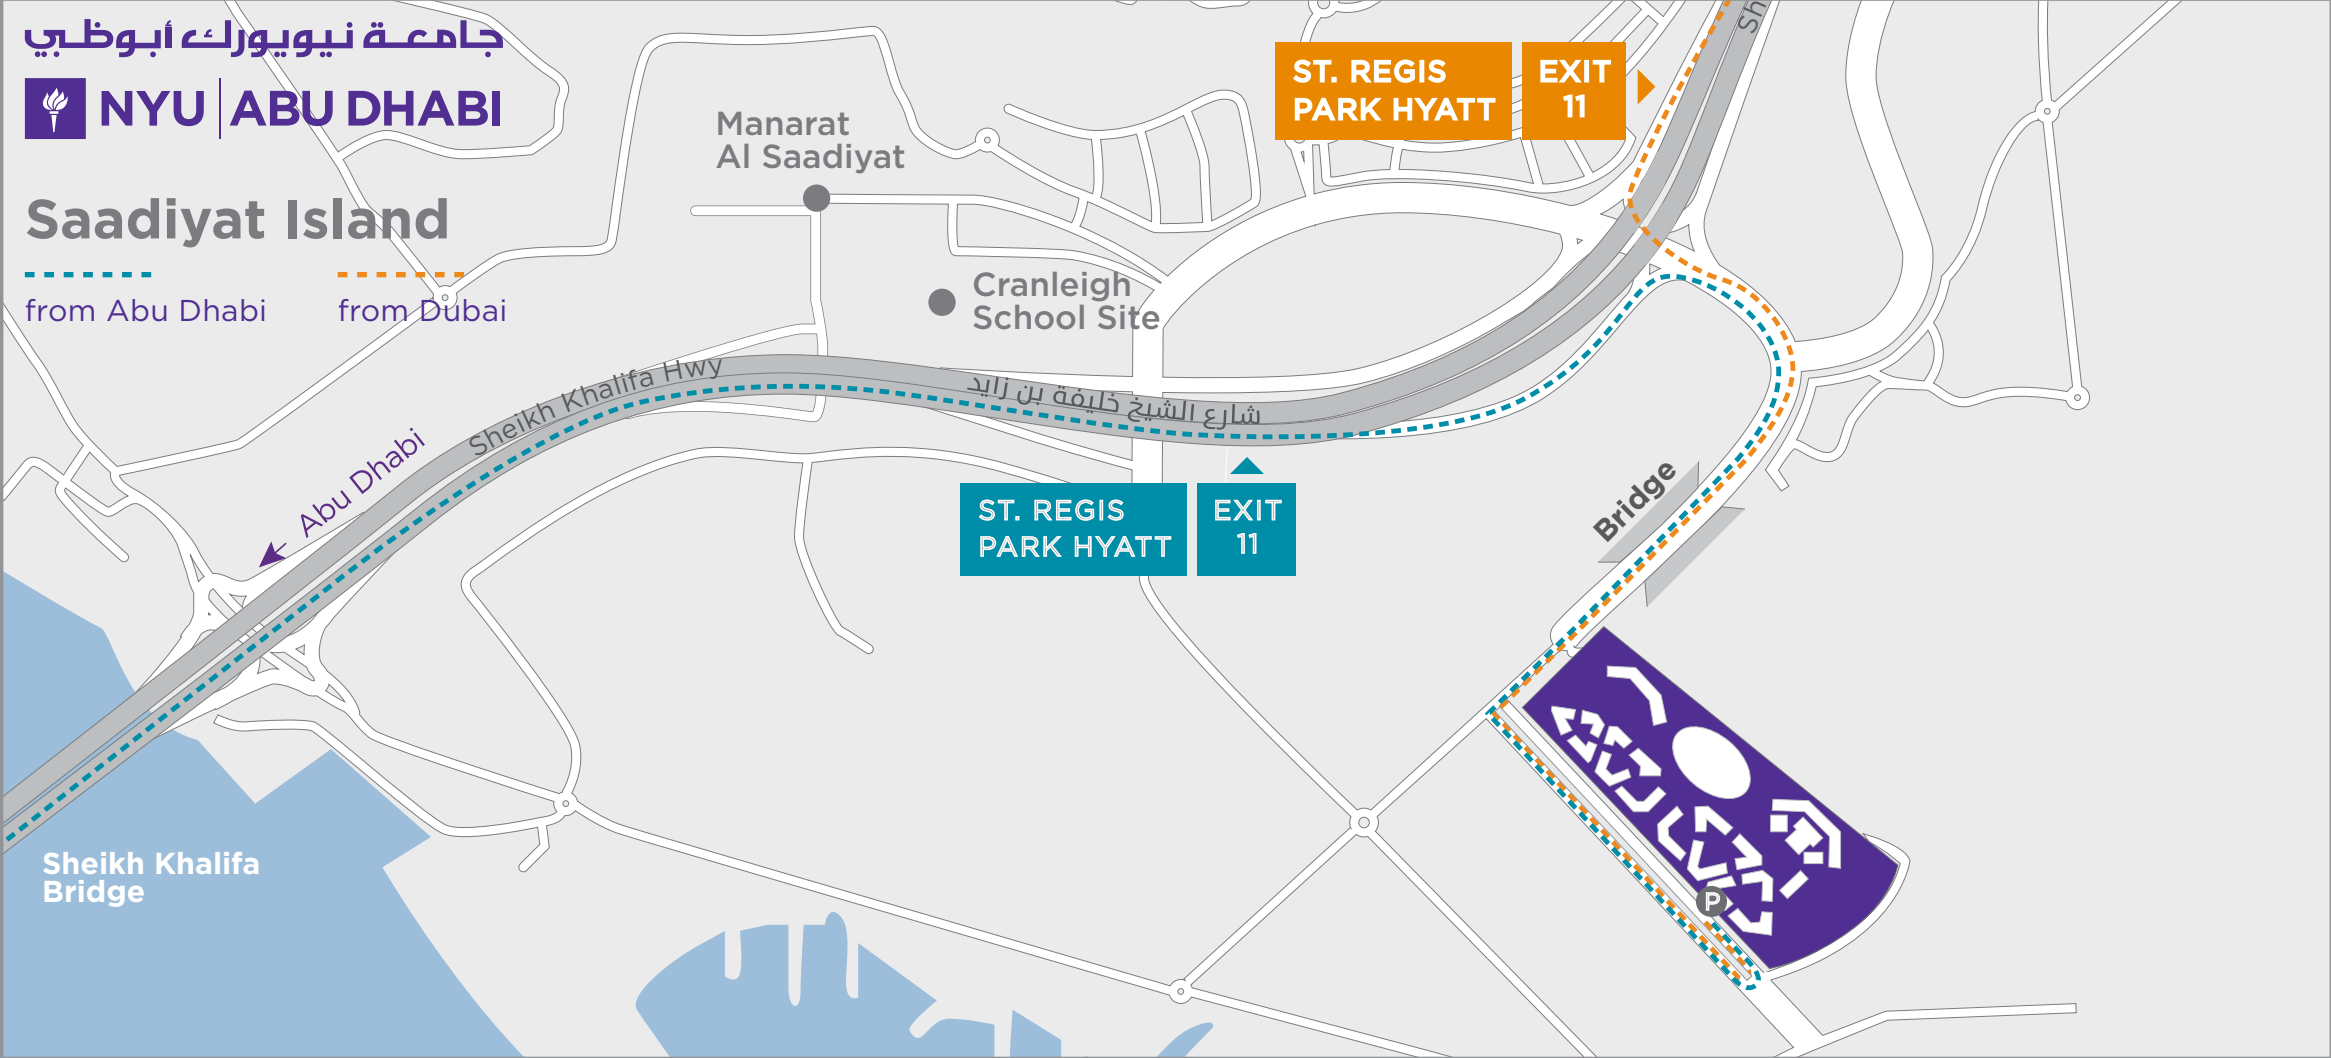 جامعة نيويورك أبوظبي
NYU ABU DHABI
Saadiyat Island
from Abu Dhabi
from Dubai
Manarat
Al Saadiyat
Cranleigh
School Site
ST. REGIS
PARK HYATT
EXIT
11
Sh
Sheikh Khalifa Hwy
شارع الشيخ خليفة بن زايد
Abu Dhabi
ST. REGIS
PARK HYATT
EXIT
11
Bridge
Sheikh Khalifa
Bridge
P